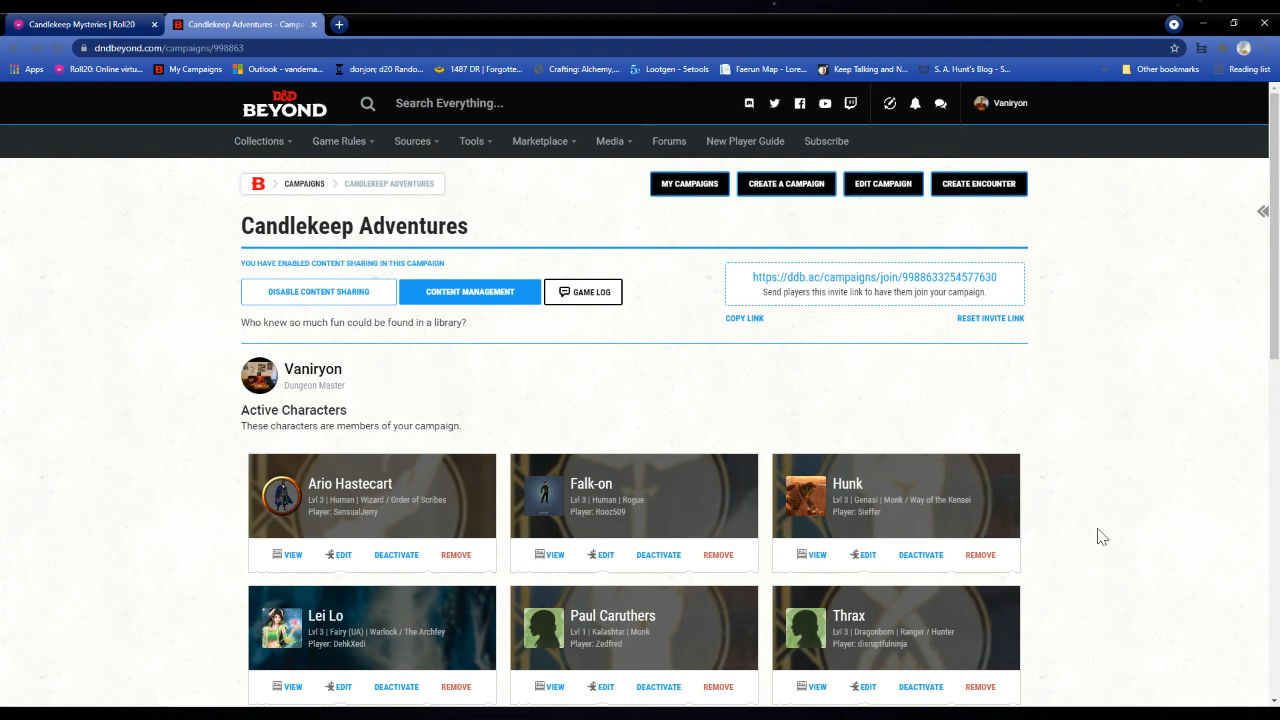 Candlekeep Mysteries | Roll20
Candlekeep Adventures - Campa
dndbeyond.com/campaigns/998863
Apps
Roll20: Online virtu...
My Campaigns
Outlook - vandema...
donjon; d20 Rando...
1487 DR | Forgotte...
Crafting: Alchemy,...
Lootgen - 5etools
Faerun Map - Lore...
Keep Talking and N...
S. A. Hunt's Blog - S...
Other bookmarks
Reading list
D&D BEYOND
Search Everything...
Vaniryon
Collections
Game Rules
Sources
Tools
Marketplace
Media
Forums
New Player Guide
Subscribe
B CAMPAIGNS CANDLEKEEP ADVENTURES
MY CAMPAIGNS
CREATE A CAMPAIGN
EDIT CAMPAIGN
CREATE ENCOUNTER
Candlekeep Adventures
YOU HAVE ENABLED CONTENT SHARING IN THIS CAMPAIGN
DISABLE CONTENT SHARING
CONTENT MANAGEMENT
GAME LOG
https://ddb.ac/campaigns/join/9988633254577630
Send players this invite link to have them join your campaign.
COPY LINK
RESET INVITE LINK
Who knew so much fun could be found in a library?
Vaniryon
Dungeon Master
Active Characters
These characters are members of your campaign.
Ario Hastecart
Lvl 3 | Human | Wizard / Order of Scribes
Player: SensualJerry
VIEW EDIT DEACTIVATE REMOVE
Falk-on
Lvl 3 | Human | Rogue
Player: Rooz509
VIEW EDIT DEACTIVATE REMOVE
Hunk
Lvl 3 | Genasi | Monk / Way of the Kensei
Player: Sieffer
VIEW EDIT DEACTIVATE REMOVE
Lei Lo
Lvl 3 | Fairy (UA) | Warlock / The Archfey
Player: DehkXedi
VIEW EDIT DEACTIVATE REMOVE
Paul Caruthers
Lvl 1 | Kalashtar | Monk
Player: Zedfred
VIEW EDIT DEACTIVATE REMOVE
Thrax
Lvl 3 | Dragonborn | Ranger / Hunter
Player: disruptfulninja
VIEW EDIT DEACTIVATE REMOVE